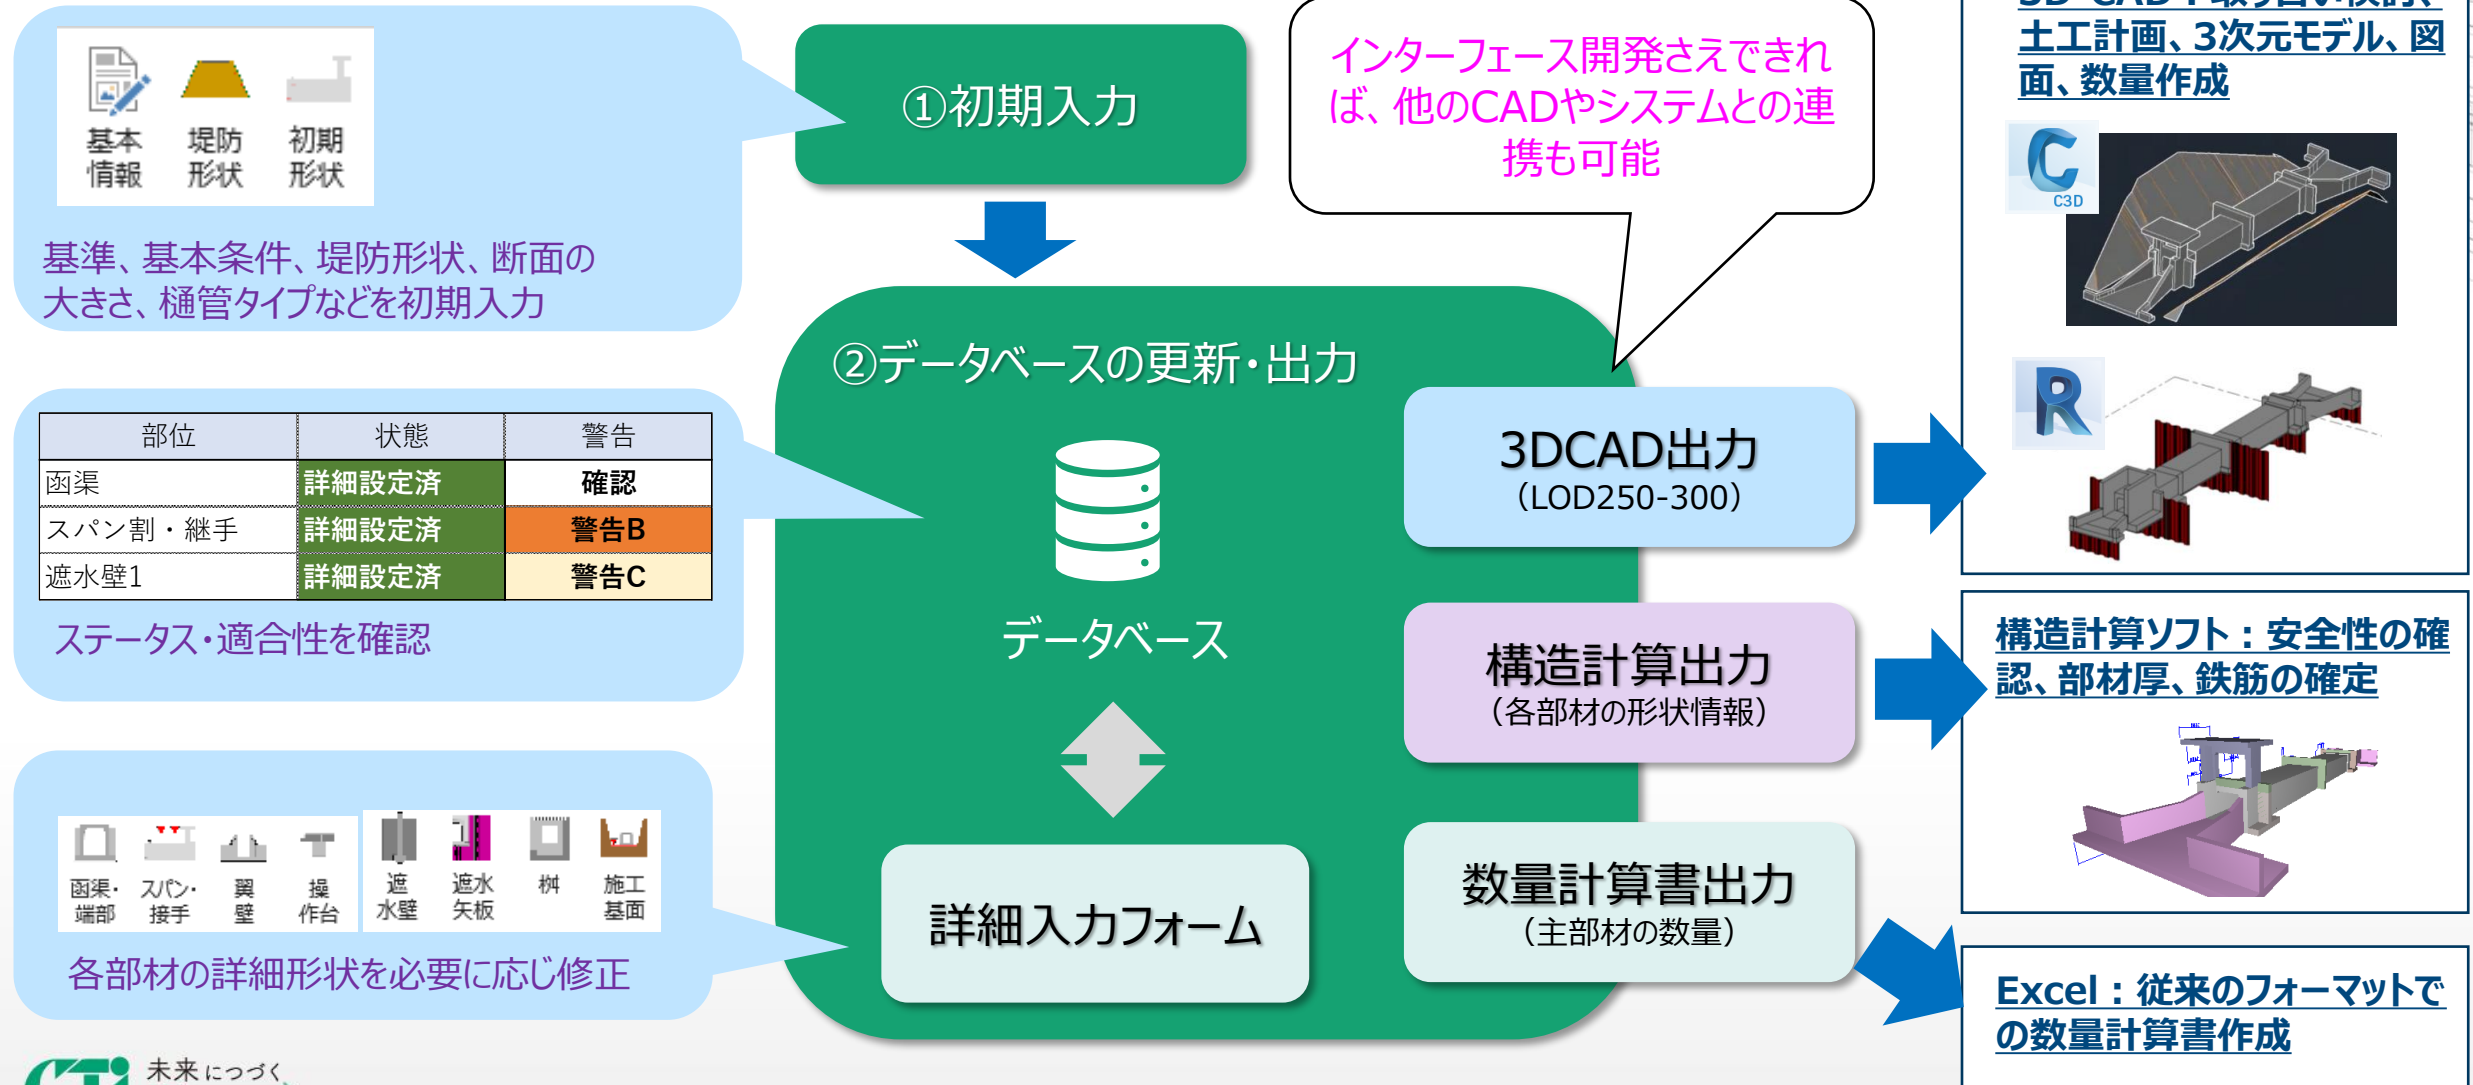 基本
情報
堤防
形状
初期
形状
基準、基本条件、堤防形状、断面の
大きさ、樋管タイプなどを初期入力
①初期入力
インターフェース開発さえできれ
ば、他のCADやシステムとの連
携も可能
土工計画、3次元モデル、図
面、数量作成
C3D
②データベースの更新・出力
データベース
部位 状態 警告
函渠 詳細設定済 確認
スパン割・継手 詳細設定済 警告B
遮水壁1 詳細設定済 警告C
ステータス・適合性を確認
3DCAD出力
（LOD250-300）
構造計算出力
（各部材の形状情報）
構造計算ソフト：安全性の確
認、部材厚、鉄筋の確定
函渠・
端部
スパン・
接手
翼
壁
操
作台
遮
水壁
遮水
矢板
桝
施工
基面
各部材の詳細形状を必要に応じ修正
詳細入力フォーム
数量計算書出力
（主部材の数量）
Excel：従来のフォーマットで
の数量計算書作成
未来につづく